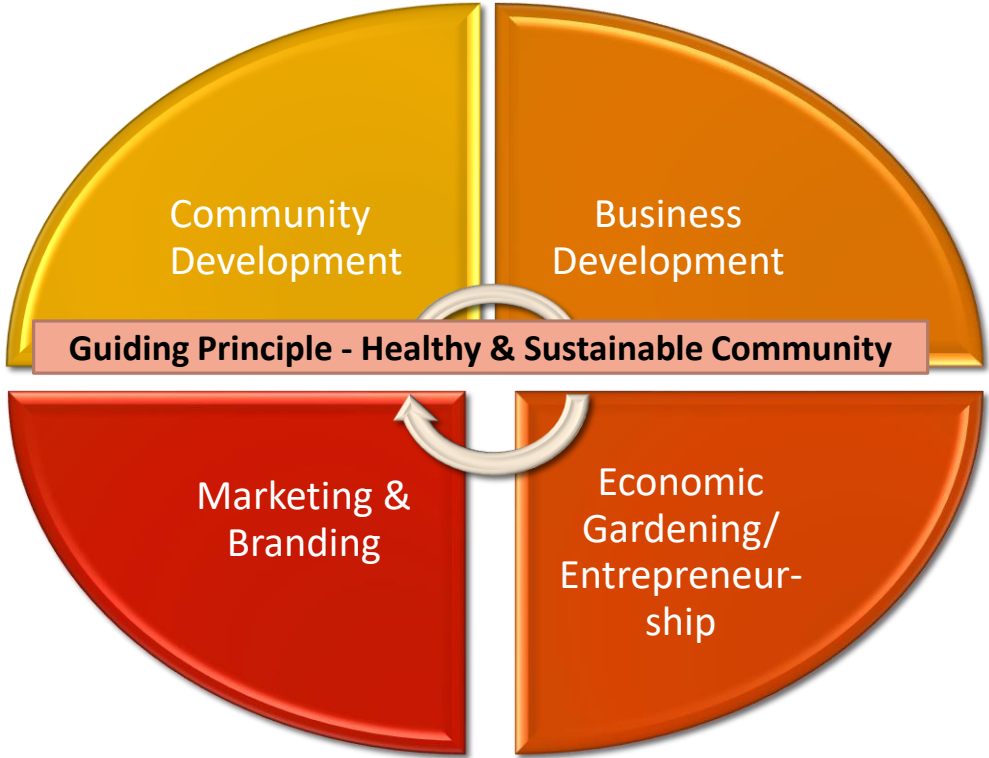 Community
Development
Business
Development
Guiding Principle - Healthy & Sustainable Community
Marketing &
Branding
Economic
Gardening/
Entrepreneur-
ship